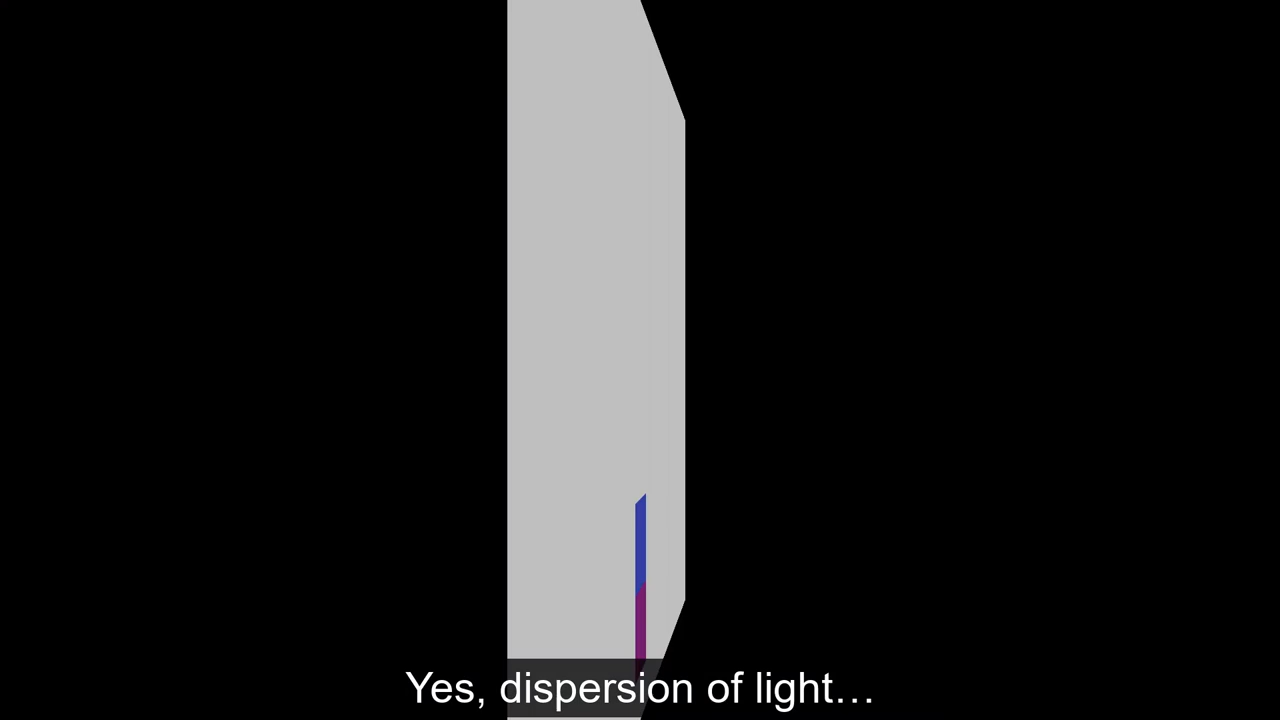 Yes, dispersion of light…